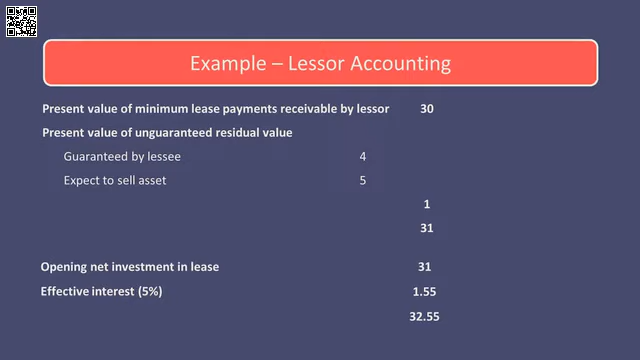 Example – Lessor Accounting
Present value of minimum lease payments receivable by lessor 30
Present value of unguaranteed residual value
Guaranteed by lessee 4
Expect to sell asset 5
1
31
Opening net investment in lease 31
Effective interest (5%) 1.55
32.55